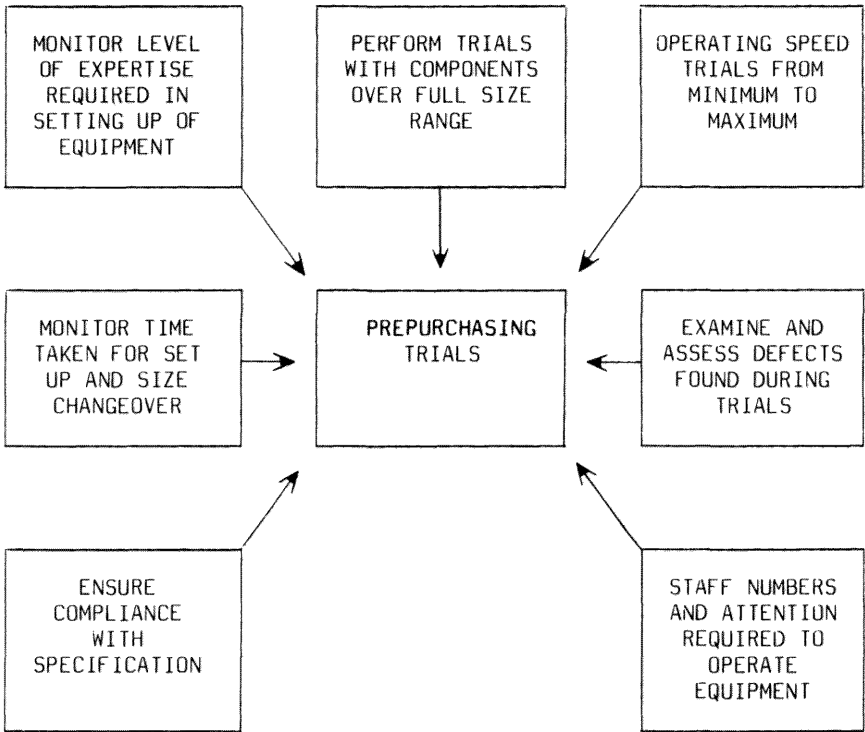 MONITOR LEVEL
OF EXPERTISE
REQUIRED IN
SETTING UP OF
EQUIPMENT
PERFORM TRIALS
WITH COMPONENTS
OVER FULL SIZE
RANGE
OPERATING SPEED
TRIALS FROM
MINIMUM TO
MAXIMUM
MONITOR TIME
TAKEN FOR SET
UP AND SIZE
CHANGEOVER
PREPURCHASING
TRIALS
EXAMINE AND
ASSESS DEFECTS
FOUND DURING
TRIALS
ENSURE
COMPLIANCE
WITH
SPECIFICATION
STAFF NUMBERS
AND ATTENTION
REQUIRED TO
OPERATE
EQUIPMENT